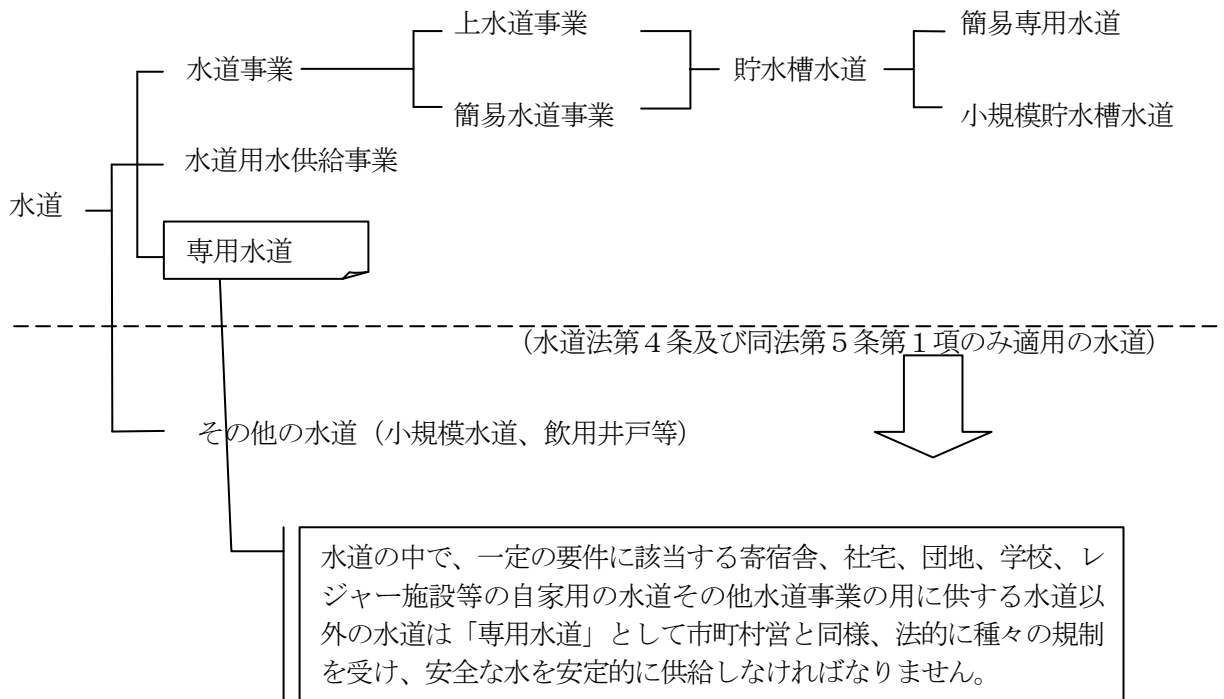 上水道事業
簡易専用水道
水道事業
貯水槽水道
簡易水道事業
小規模貯水槽水道
水道用水供給事業
水道
専用水道
(水道法第4条及び同法第5条第1項のみ適用の水道)
その他の水道（小規模水道、飲用井戸等）
水道の中で、一定の要件に該当する寄宿舎、社宅、団地、学校、レ
ジャー施設等の自家用の水道その他水道事業の用に供する水道以
外の水道は「専用水道」として市町村営と同様、法的に種々の規制
を受け、安全な水を安定的に供給しなければなりません。